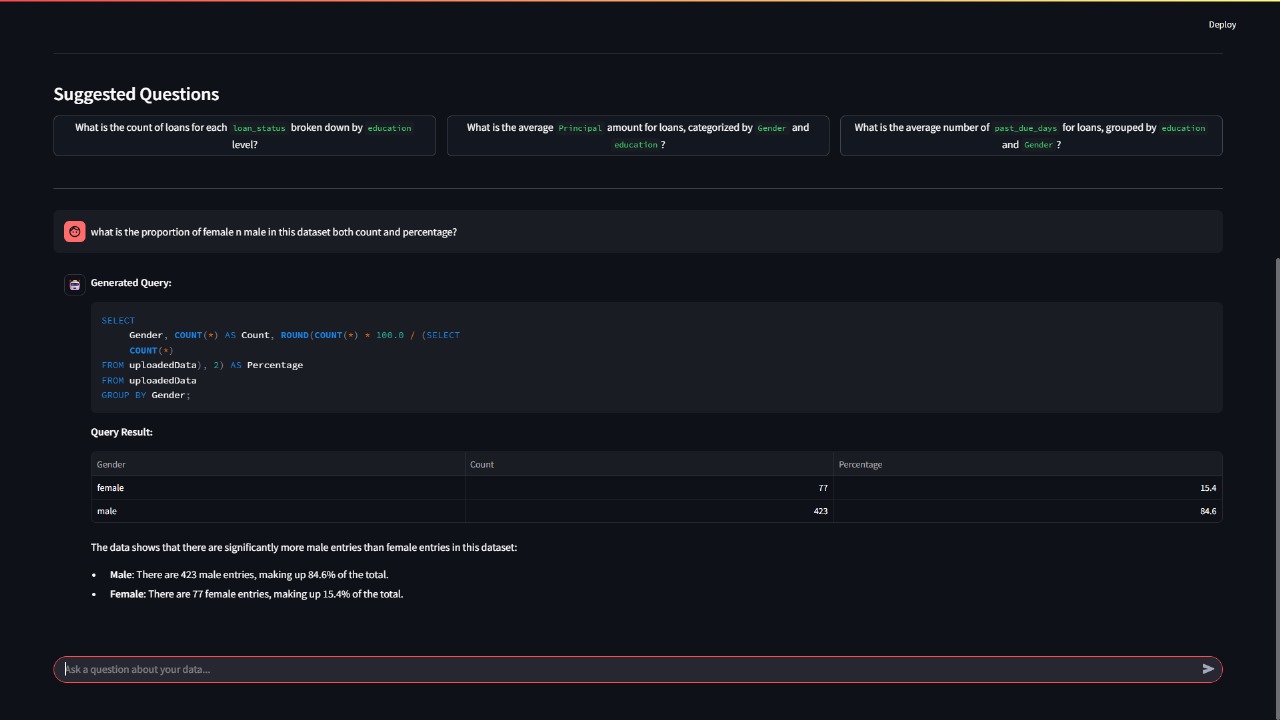 Deploy
Suggested Questions
What is the count of loans for each loan_status broken down by education
level?
What is the average Principal amount for loans, categorized by Gender and
education ?
What is the average number of past_due_days for loans, grouped by education
and Gender ?
what is the proportion of female n male in this dataset both count and percentage?
Generated Query:
SELECT
Gender, COUNT(*) AS Count, ROUND(COUNT(*) * 100.0 / (SELECT
COUNT(*)
FROM uploadedData), 2) AS Percentage
FROM uploadedData
GROUP BY Gender;
Query Result:
Gender Count Percentage
female 77 15.4
male 423 84.6
The data shows that there are significantly more male entries than female entries in this dataset:
• Male: There are 423 male entries, making up 84.6% of the total.
• Female: There are 77 female entries, making up 15.4% of the total.
Ask a question about your data...